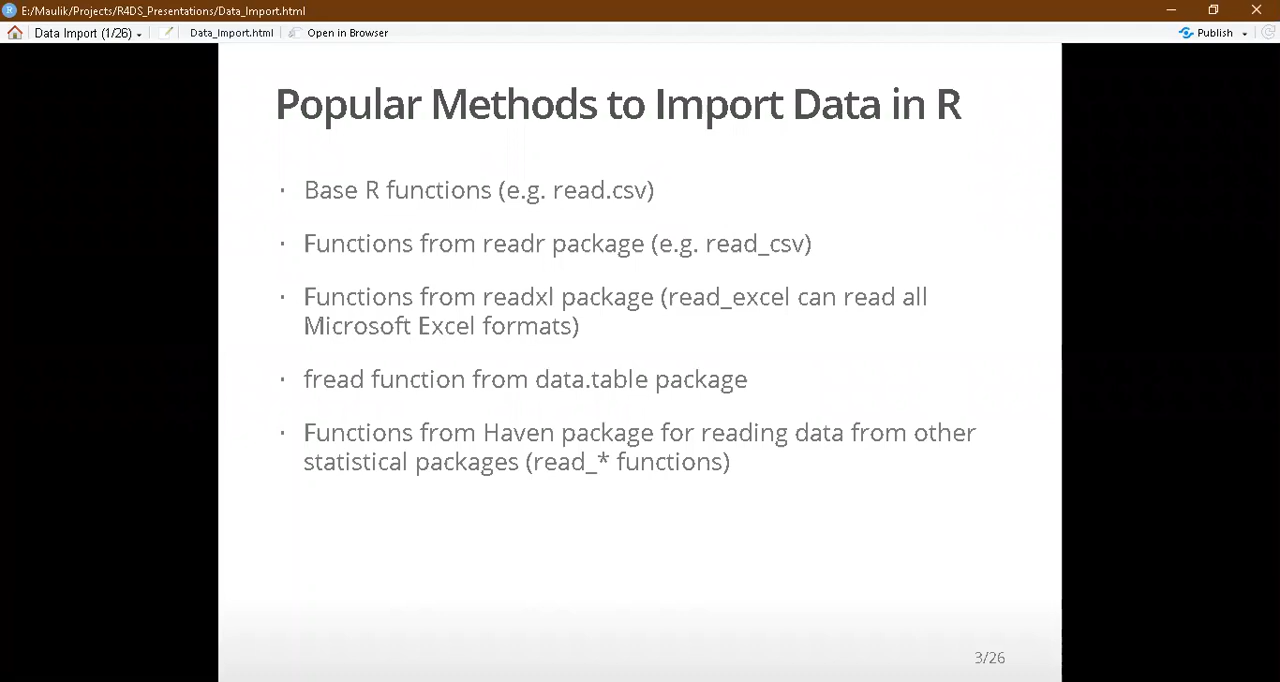 E:/Maulik/Projects/R4DS_Presentations/Data_Import.html
Data Import (1/26)
Data_Import.html
Open in Browser
Publish
Popular Methods to Import Data in R
· Base R functions (e.g. read.csv)
· Functions from readr package (e.g. read_csv)
· Functions from readxl package (read_excel can read all
Microsoft Excel formats)
· fread function from data.table package
· Functions from Haven package for reading data from other
statistical packages (read_* functions)
3/26